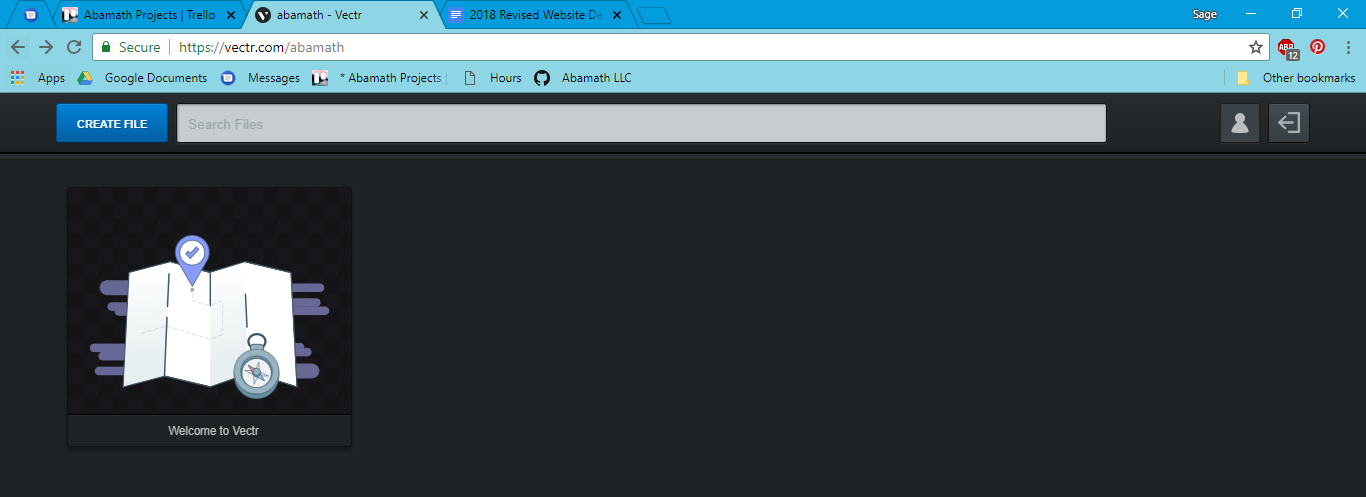 Abamath Projects | Trello
abamath - Vectr
2018 Revised Website De
Sage
Secure
https://vectr.com/abamath
ABP
12
Apps
Google Documents
Messages
* Abamath Projects |
Hours
Abamath LLC
Other bookmarks
CREATE FILE
Search Files
Welcome to Vectr